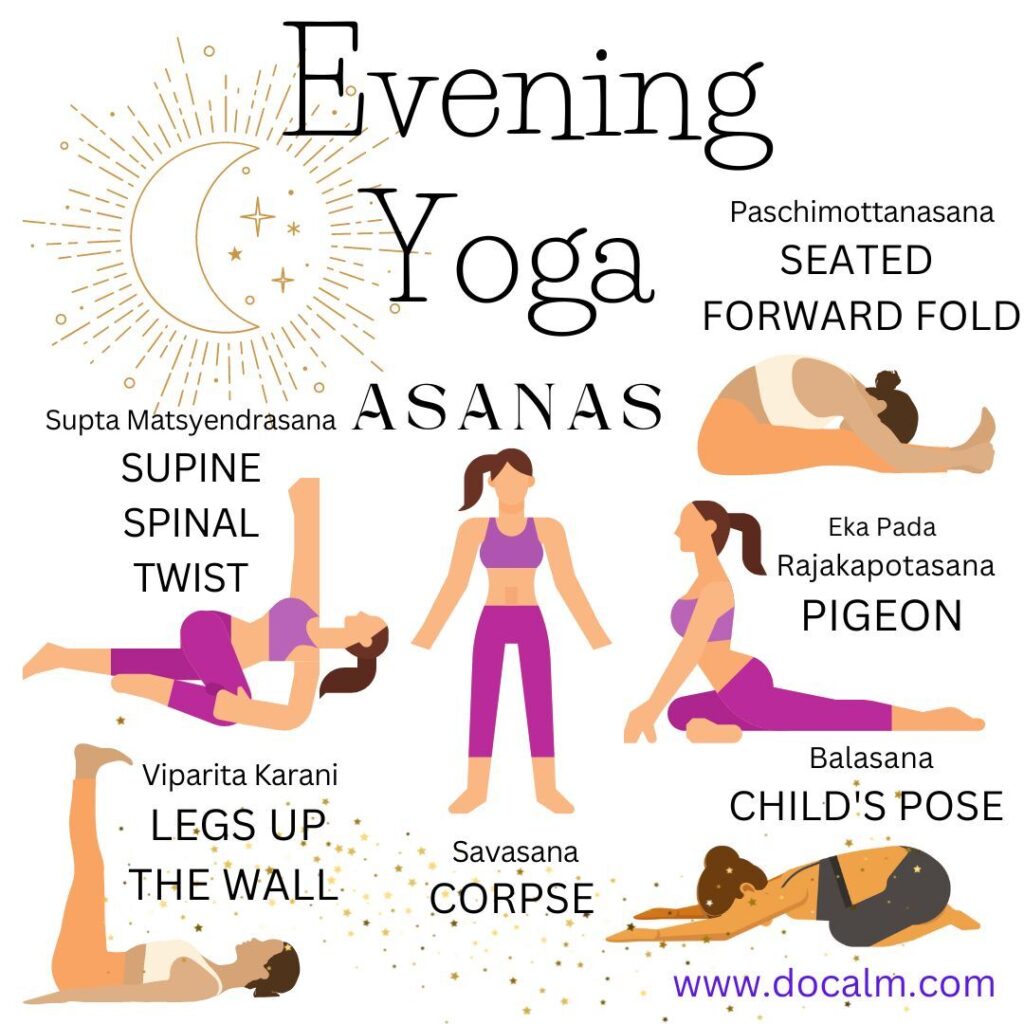 Evening
Yoga
ASANAS
Paschimottanasana
SEATED
FORWARD FOLD
Supta Matsyendrasana
SUPINE
SPINAL
TWIST
Eka Pada
Rajakapotasana
PIGEON
Viparita Karani
LEGS UP
THE WALL
Savasana
CORPSE
Balasana
CHILD'S POSE
www.docalm.com